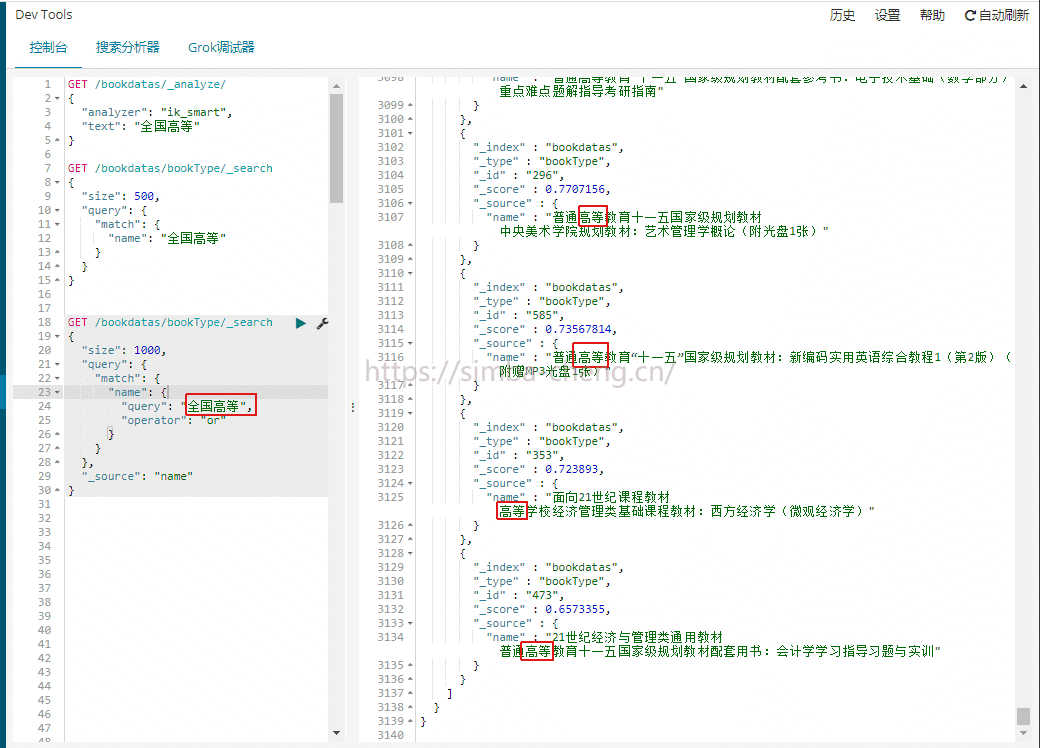 Dev Tools
历史 设置 帮助 自动刷新
控制台 搜索分析器 Grok调试器
1 GET /bookdatas/_analyze/
2 {
3 "analyzer": "ik_smart",
4 "text": "全国高等"
5 }
6
7 GET /bookdatas/bookType/_search
8 {
9 "size": 500,
10 "query": {
11 "match": {
12 "name": "全国高等"
13 }
14 }
15 }
16
17
18 GET /bookdatas/bookType/_search
19 {
20 "size": 1000,
21 "query": {
22 "match": {
23 "name": {
24 "query": "全国高等",
25 "operator": "or"
26 }
27 }
28 },
29 "_source": "name"
30 }
31
32
33
34
35
36
37
38
39
40
41
42
43
44
45
46
47
48
3098 "name" : "普通高等教育“十一五”国家级规划教材配套参考书：电子技术基础（数字部分）
重点难点题解指导考研指南"
3099 }
3100 },
3101 {
3102 "_index" : "bookdatas",
3103 "_type" : "bookType",
3104 "_id" : "296",
3105 "_score" : 0.7707156,
3106 "_source" : {
3107 "name" : "普通高等教育十一五国家级规划教材
中央美术学院规划教材：艺术管理学概论（附光盘1张）"
3108 }
3109 },
3110 {
3111 "_index" : "bookdatas",
3112 "_type" : "bookType",
3113 "_id" : "585",
3114 "_score" : 0.73567814,
3115 "_source" : {
3116 "name" : "普通高等教育“十一五”国家级规划教材：新编码实用英语综合教程1（第2版）（
附赠MP3光盘1张）
3117 }
3118 },
3119 {
3120 "_index" : "bookdatas",
3121 "_type" : "bookType",
3122 "_id" : "353",
3123 "_score" : 0.723893,
3124 "_source" : {
3125 "name" : "面向21世纪课程教材
高等学校经济管理类基础课程教材：西方经济学（微观经济学）"
3126 }
3127 },
3128 {
3129 "_index" : "bookdatas",
3130 "_type" : "bookType",
3131 "_id" : "473",
3132 "_score" : 0.6573355,
3133 "_source" : {
3134 "name" : "21世纪经济与管理类通用教材
普通高等教育十一五国家级规划教材配套用书：会计学学习指导习题与实训"
3135 }
3136 }
3137 ]
3138 }
3139 }
3140
https://simba-cheng.cn/